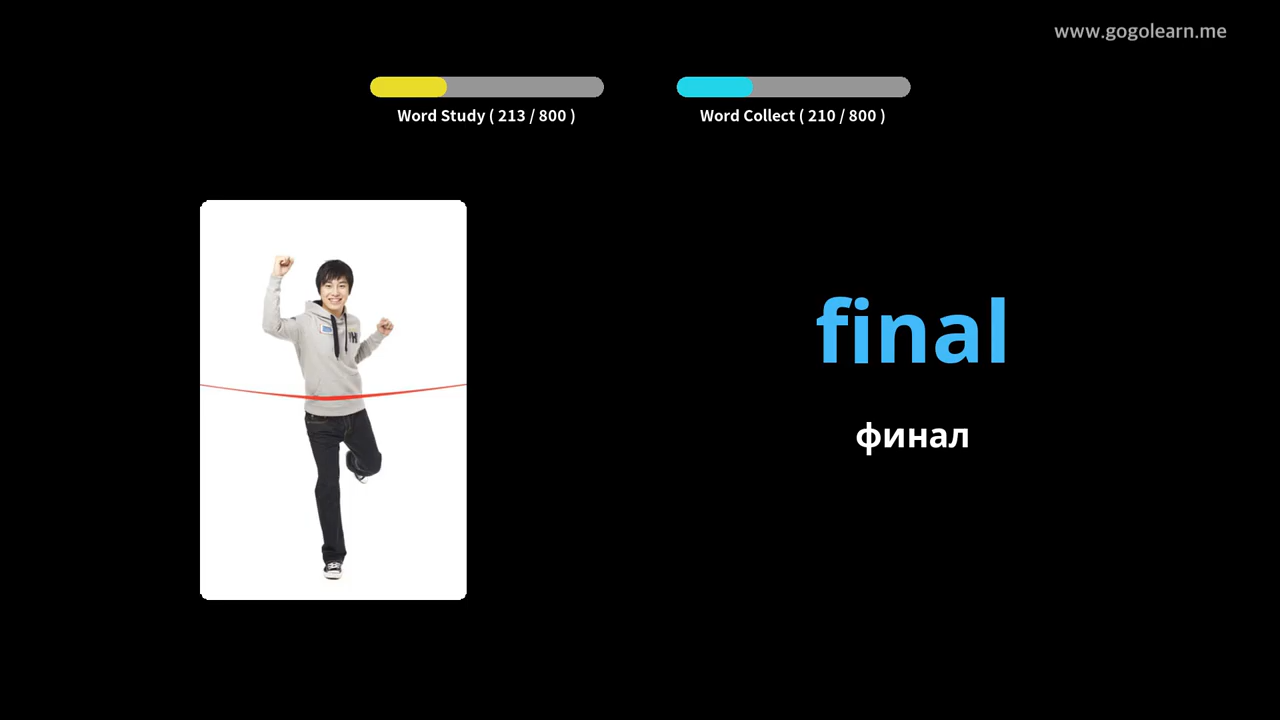 www.gogolearn.me
Word Study ( 213 / 800 )
Word Collect ( 210 / 800 )
final
финал